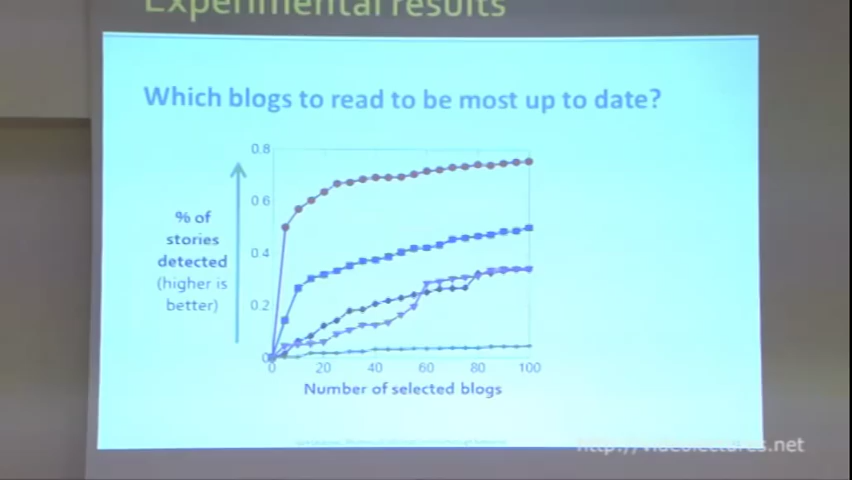 Experimental results
Which blogs to read to be most up to date?
0.8
0.6
0.4
0.2
0
% of
stories
detected
(higher is
better)
0 20 40 60 80 100
Number of selected blogs
http://videolectures.net